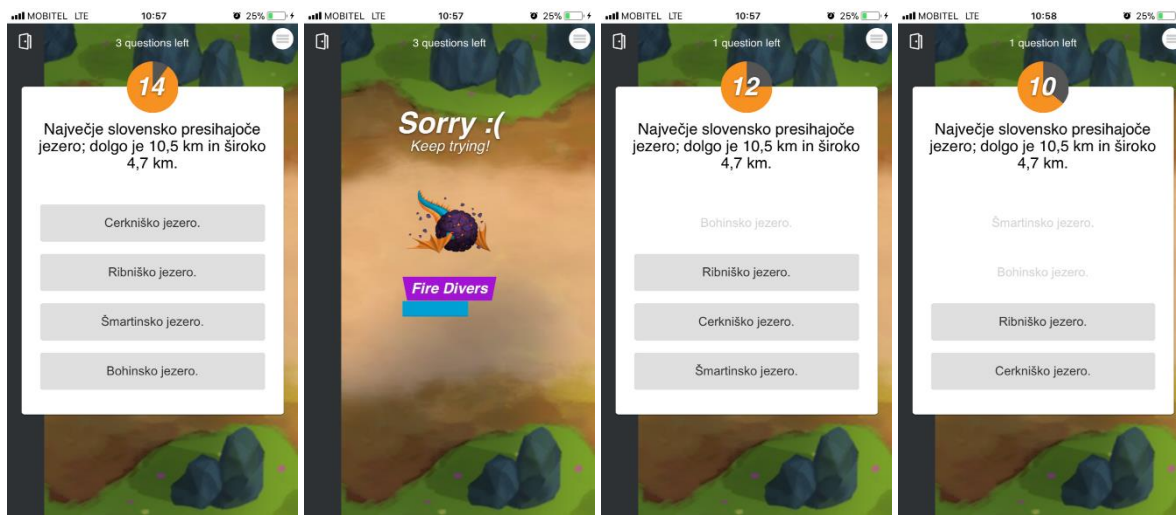 MOBITEL LTE 10:57 25%
3 questions left
14
Največje slovensko presihajoče
jezero; dolgo je 10,5 km in široko
4,7 km.
Cerkniško jezero.
Ribniško jezero.
Šmartinsko jezero.
Bohinsko jezero.
MOBITEL LTE 10:57 25%
3 questions left
Sorry :(
Keep trying!
Fire Divers
MOBITEL LTE 10:57 25%
1 question left
12
Največje slovensko presihajoče
jezero; dolgo je 10,5 km in široko
4,7 km.
Bohinsko jezero.
Ribniško jezero.
Cerkniško jezero.
Šmartinsko jezero.
MOBITEL LTE 10:58 25%
1 question left
10
Največje slovensko presihajoče
jezero; dolgo je 10,5 km in široko
4,7 km.
Šmartinsko jezero.
Bohinsko jezero.
Ribniško jezero.
Cerkniško jezero.